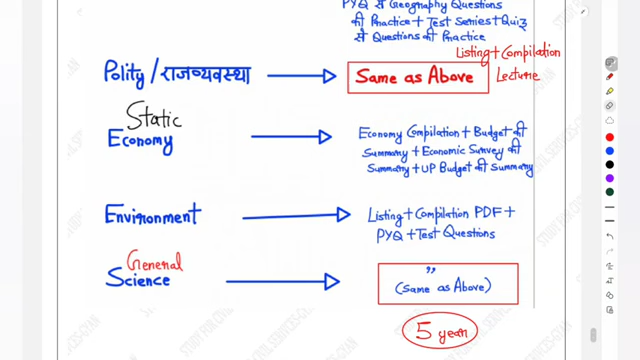 PYQ से Geography Questions
की Practice + Test Series + Quiz
से Questions की Practice
Listing + Compilation
Lecture
Polity / राजव्यवस्था → Same as Above
Static
Economy → Economy Compilation + Budget की
Summary + Economic Survey की
Summary + UP Budget की Summary
Environment → Listing + Compilation PDF +
PYQ + Test Questions
General
Science → "
(Same as Above)
5 year